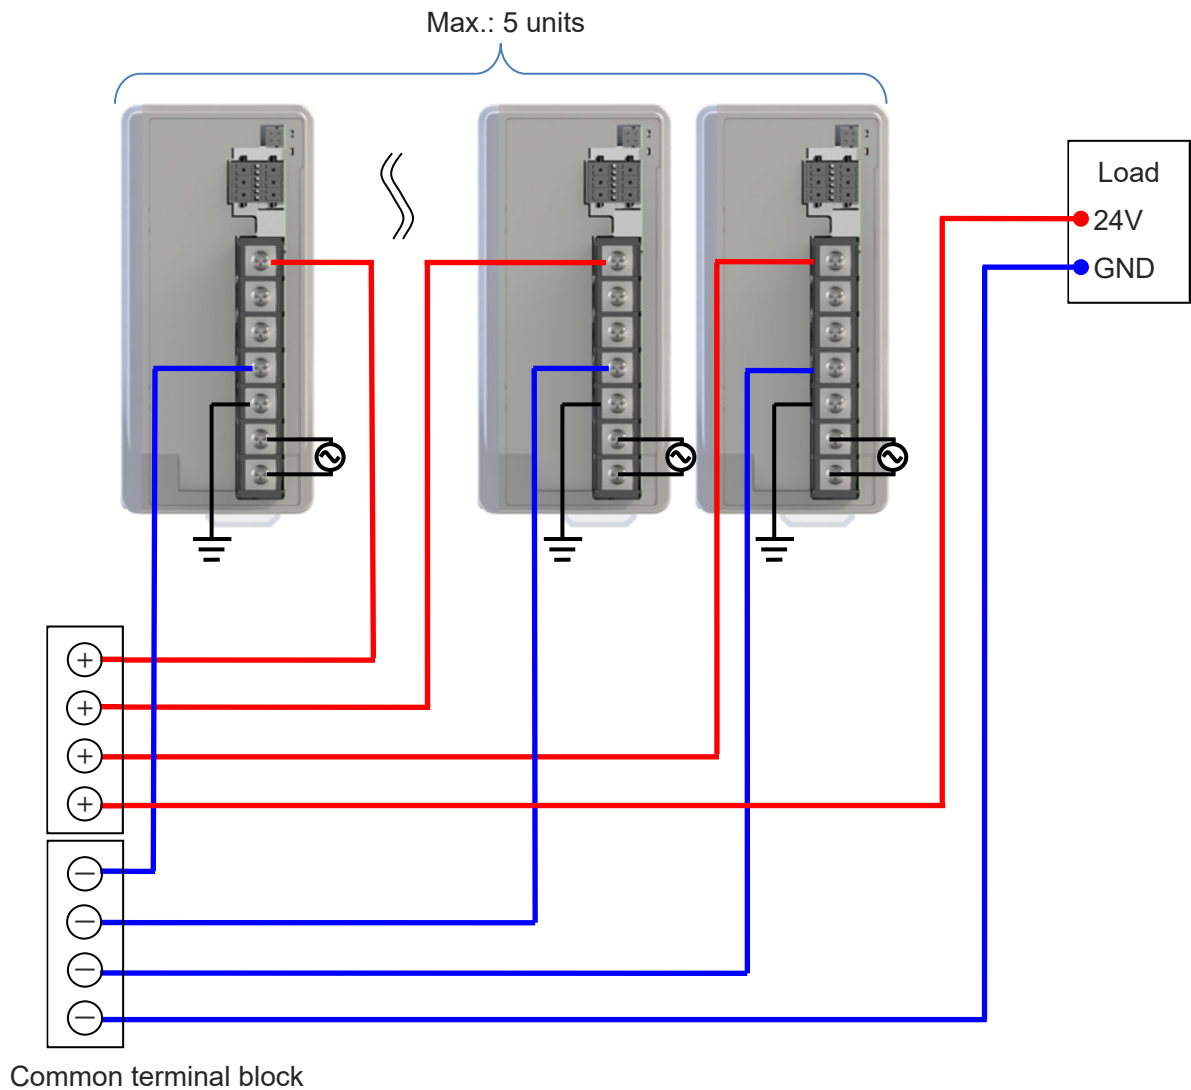 Max.: 5 units
Load
24V
GND
+
+
+
+
−
−
−
−
Common terminal block